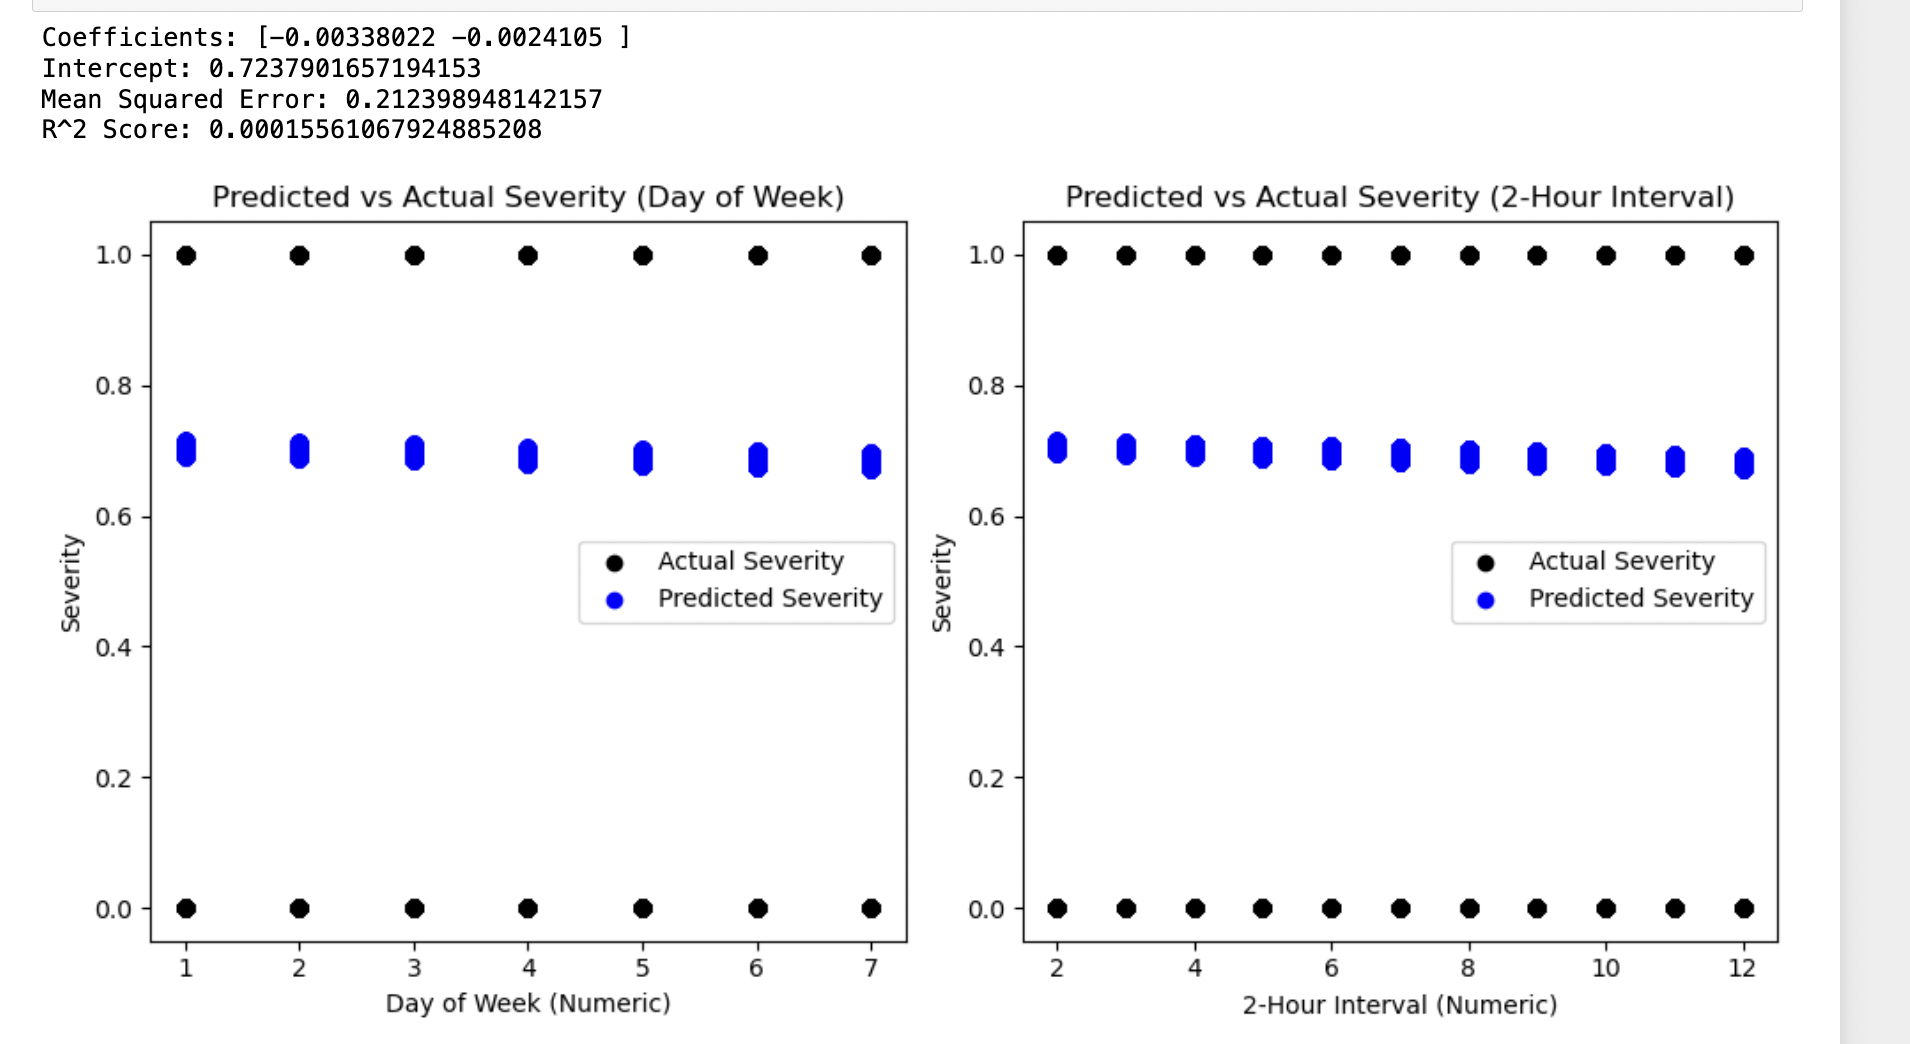 Coefficients: [-0.00338022 -0.0024105 ]
Intercept: 0.7237901657194153
Mean Squared Error: 0.212398948142157
R^2 Score: 0.00015561067924885208
Predicted vs Actual Severity (Day of Week)
1.0
0.8
0.6
0.4
0.2
0.0
Severity
Actual Severity
Predicted Severity
1 2 3 4 5 6 7
Day of Week (Numeric)
Predicted vs Actual Severity (2-Hour Interval)
1.0
0.8
0.6
0.4
0.2
0.0
Severity
Actual Severity
Predicted Severity
2 4 6 8 10 12
2-Hour Interval (Numeric)